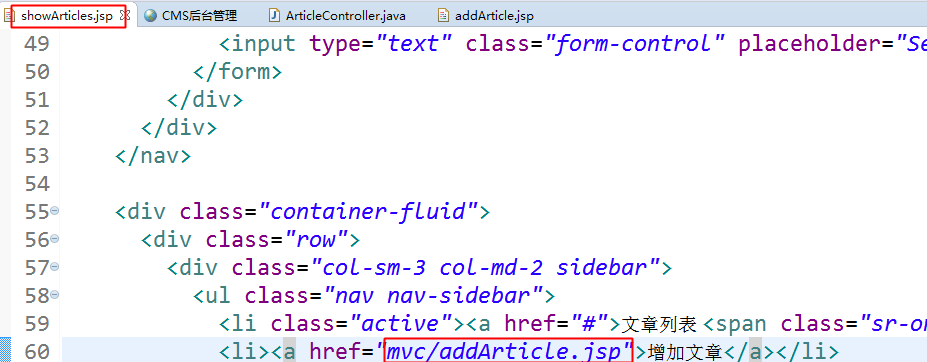 showArticles.jsp CMS后台管理 ArticleController.java addArticle.jsp
49 <input type="text" class="form-control" placeholder="Se
50 </form>
51 </div>
52 </div>
53 </nav>
54
55 <div class="container-fluid">
56 <div class="row">
57 <div class="col-sm-3 col-md-2 sidebar">
58 <ul class="nav nav-sidebar">
59 <li class="active"><a href="#">文章列表 <span class="sr-on
60 <li><a href="mvc/addArticle.jsp">增加文章</a></li>